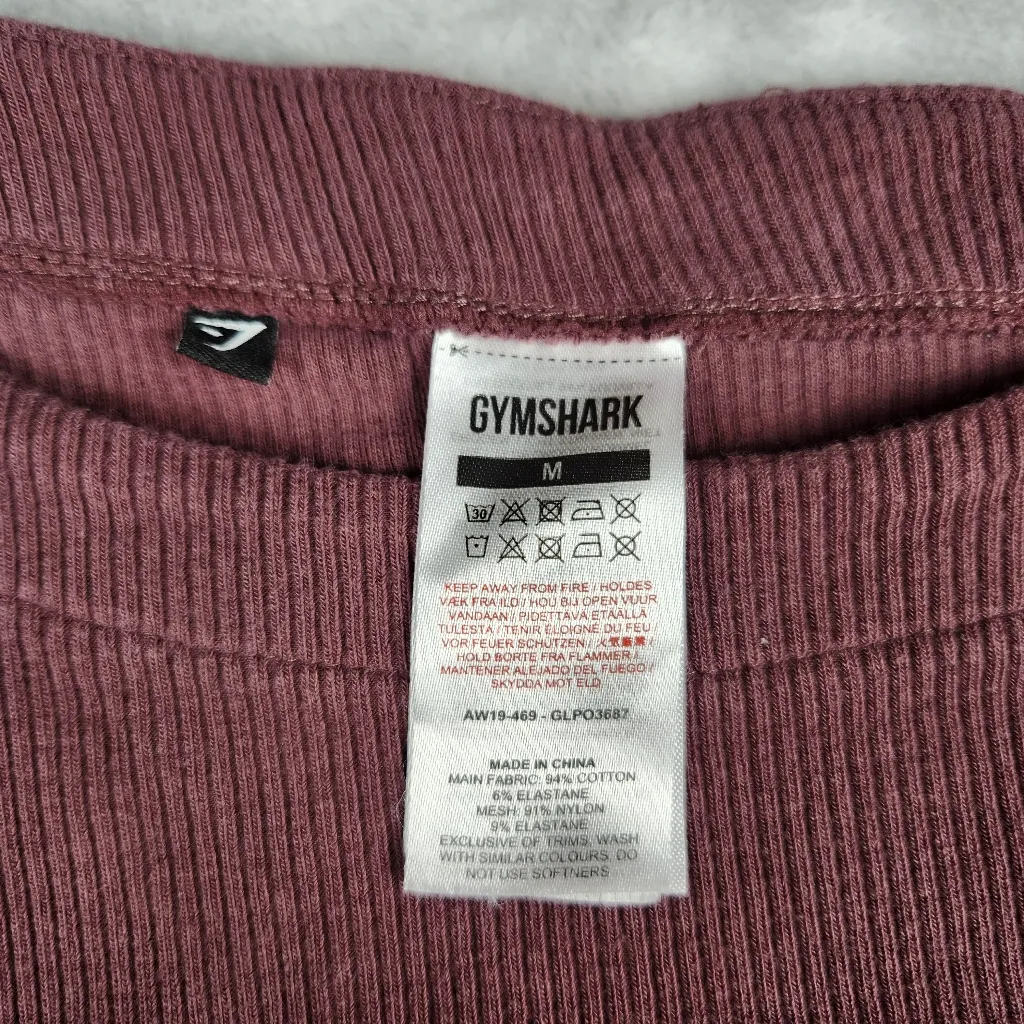 GYMSHARK
M
30
KEEP AWAY FROM FIRE / HOLDES
VÆK FRA ILD / HOU BIJ OPEN VUUR
VANDAAN / PIDETTÄVÄ ETÄÄLLÄ
TULESTA / TENIR ÉLOIGNÉ DU FEU
VOR FEUER SCHÜTZEN /
HOLD BORTE FRA FLAMMER /
MANTENER ALEJADO DEL FUEGO /
SKYDDA MOT ELD
AW19-469 - GLPO3687
MADE IN CHINA
MAIN FABRIC: 94% COTTON
6% ELASTANE
MESH: 91% NYLON
9% ELASTANE
EXCLUSIVE OF TRIMS. WASH
WITH SIMILAR COLOURS. DO
NOT USE SOFTNERS